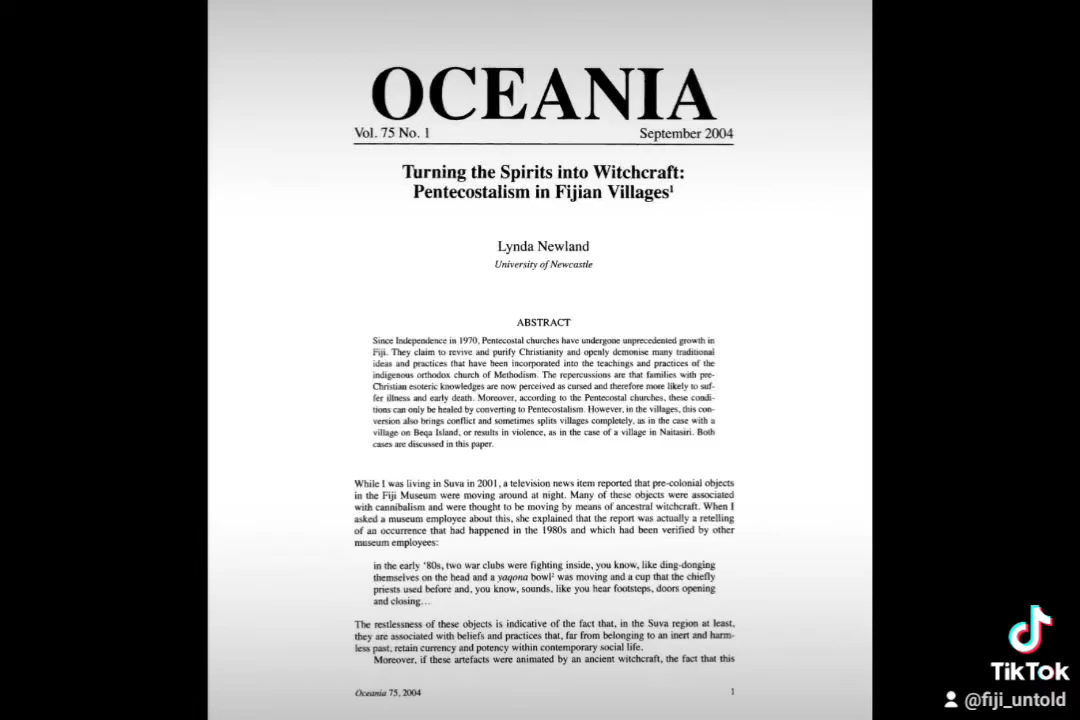 OCEANIA
Vol. 75 No. 1 September 2004
Turning the Spirits into Witchcraft:
Pentecostalism in Fijian Villages¹
Lynda Newland
University of Newcastle
ABSTRACT
Since Independence in 1970, Pentecostal churches have undergone unprecedented growth in
Fiji. They claim to revive and purify Christianity and openly demonise many traditional
ideas and practices that have been incorporated into the teachings and practices of the
indigenous orthodox church of Methodism. The repercussions are that families with pre-
Christian esoteric knowledges are now perceived as cursed and therefore more likely to suf-
fer illness and early death. Moreover, according to the Pentecostal churches, these condi-
tions can only be healed by converting to Pentecostalism. However, in the villages, this con-
version also brings conflict and sometimes splits villages completely, as in the case with a
village on Beqa Island, or results in violence, as in the case of a village in Naitasiri. Both
cases are discussed in this paper.
While I was living in Suva in 2001, a television news item reported that pre-colonial objects
in the Fiji Museum were moving around at night. Many of these objects were associated
with cannibalism and were thought to be moving by means of ancestral witchcraft. When I
asked a museum employee about this, she explained that the report was actually a retelling
of an occurrence that had happened in the 1980s and which had been verified by other
museum employees:
in the early '80s, two war clubs were fighting inside, you know, like ding-donging
themselves on the head and a yaqona bowl² was moving and a cup that the chiefly
priests used before and, you know, sounds, like you hear footsteps, doors opening
and closing…
The restlessness of these objects is indicative of the fact that, in the Suva region at least,
they are associated with beliefs and practices that, far from belonging to an inert and harm-
less past, retain currency and potency within contemporary social life.
Moreover, if these artefacts were animated by an ancient witchcraft, the fact that this
Oceania 75, 2004 1
TikTok
@fiji_untold